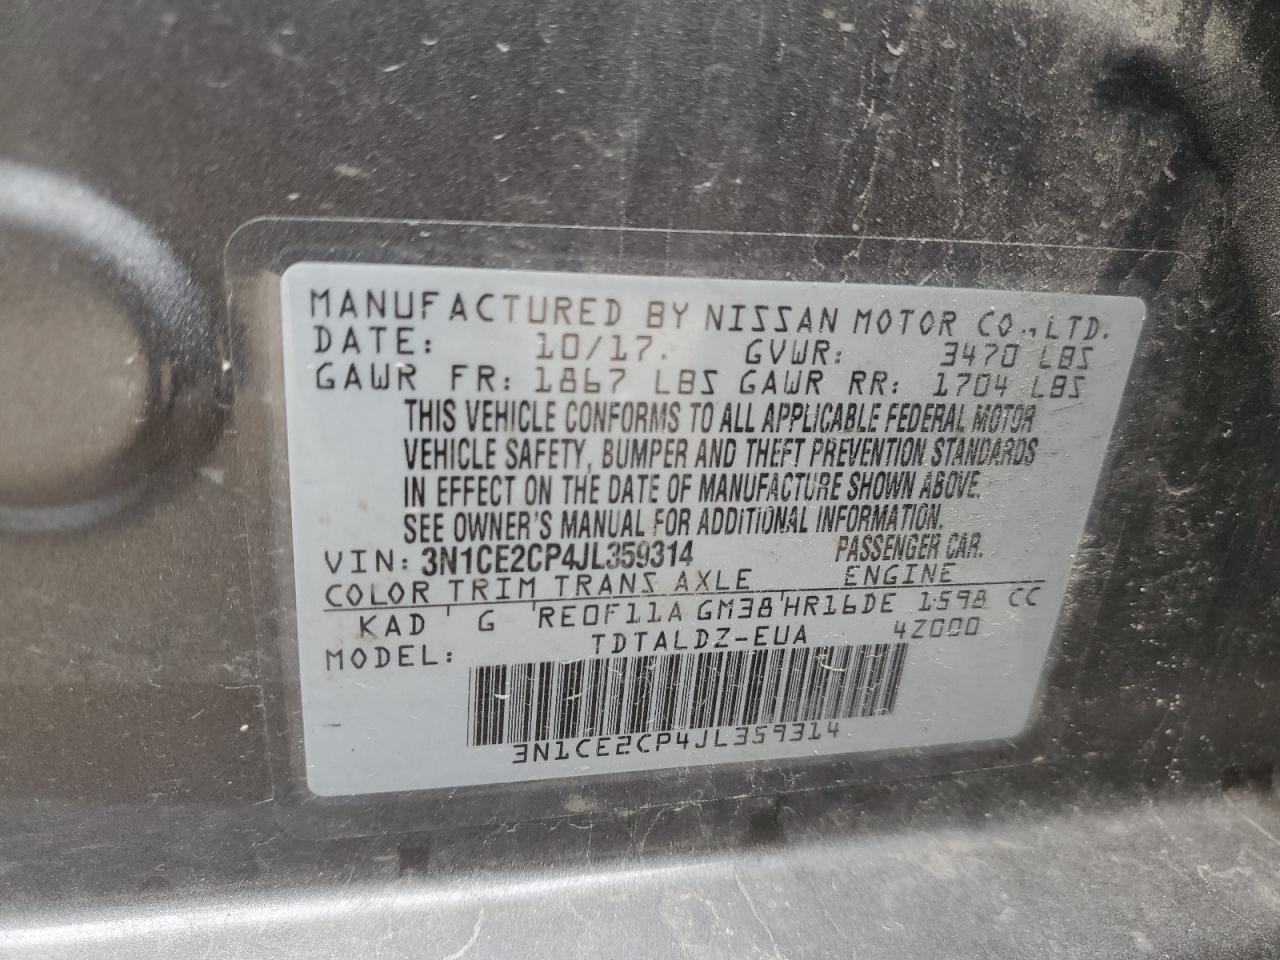 MANUFACTURED BY NISSAN MOTOR CO., LTD.
DATE: 10/17. GVWR: 3470 LBS
GAWR FR: 1867 LBS GAWR RR: 1704 LBS
THIS VEHICLE CONFORMS TO ALL APPLICABLE FEDERAL MOTOR
VEHICLE SAFETY, BUMPER AND THEFT PREVENTION STANDARDS
IN EFFECT ON THE DATE OF MANUFACTURE SHOWN ABOVE.
SEE OWNER'S MANUAL FOR ADDITIONAL INFORMATION.
VIN: 3N1CE2CP4JL359314 PASSENGER CAR.
COLOR TRIM TRANS AXLE ENGINE
KAD G RE0F11A GM38 HR16DE 1598 CC
MODEL: TDTALDZ-EUA 4Z000
3N1CE2CP4JL359314